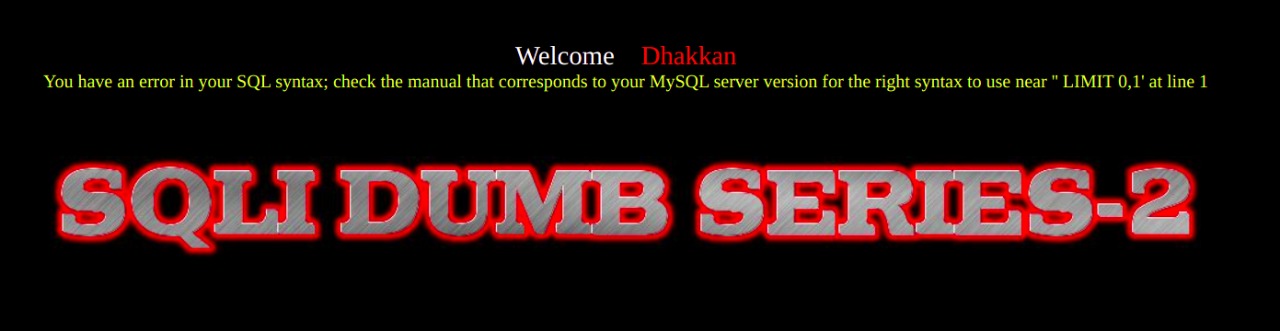 Welcome Dhakkan
You have an error in your SQL syntax; check the manual that corresponds to your MySQL server version for the right syntax to use near '' LIMIT 0,1' at line 1
SQLI DUMB SERIES-2